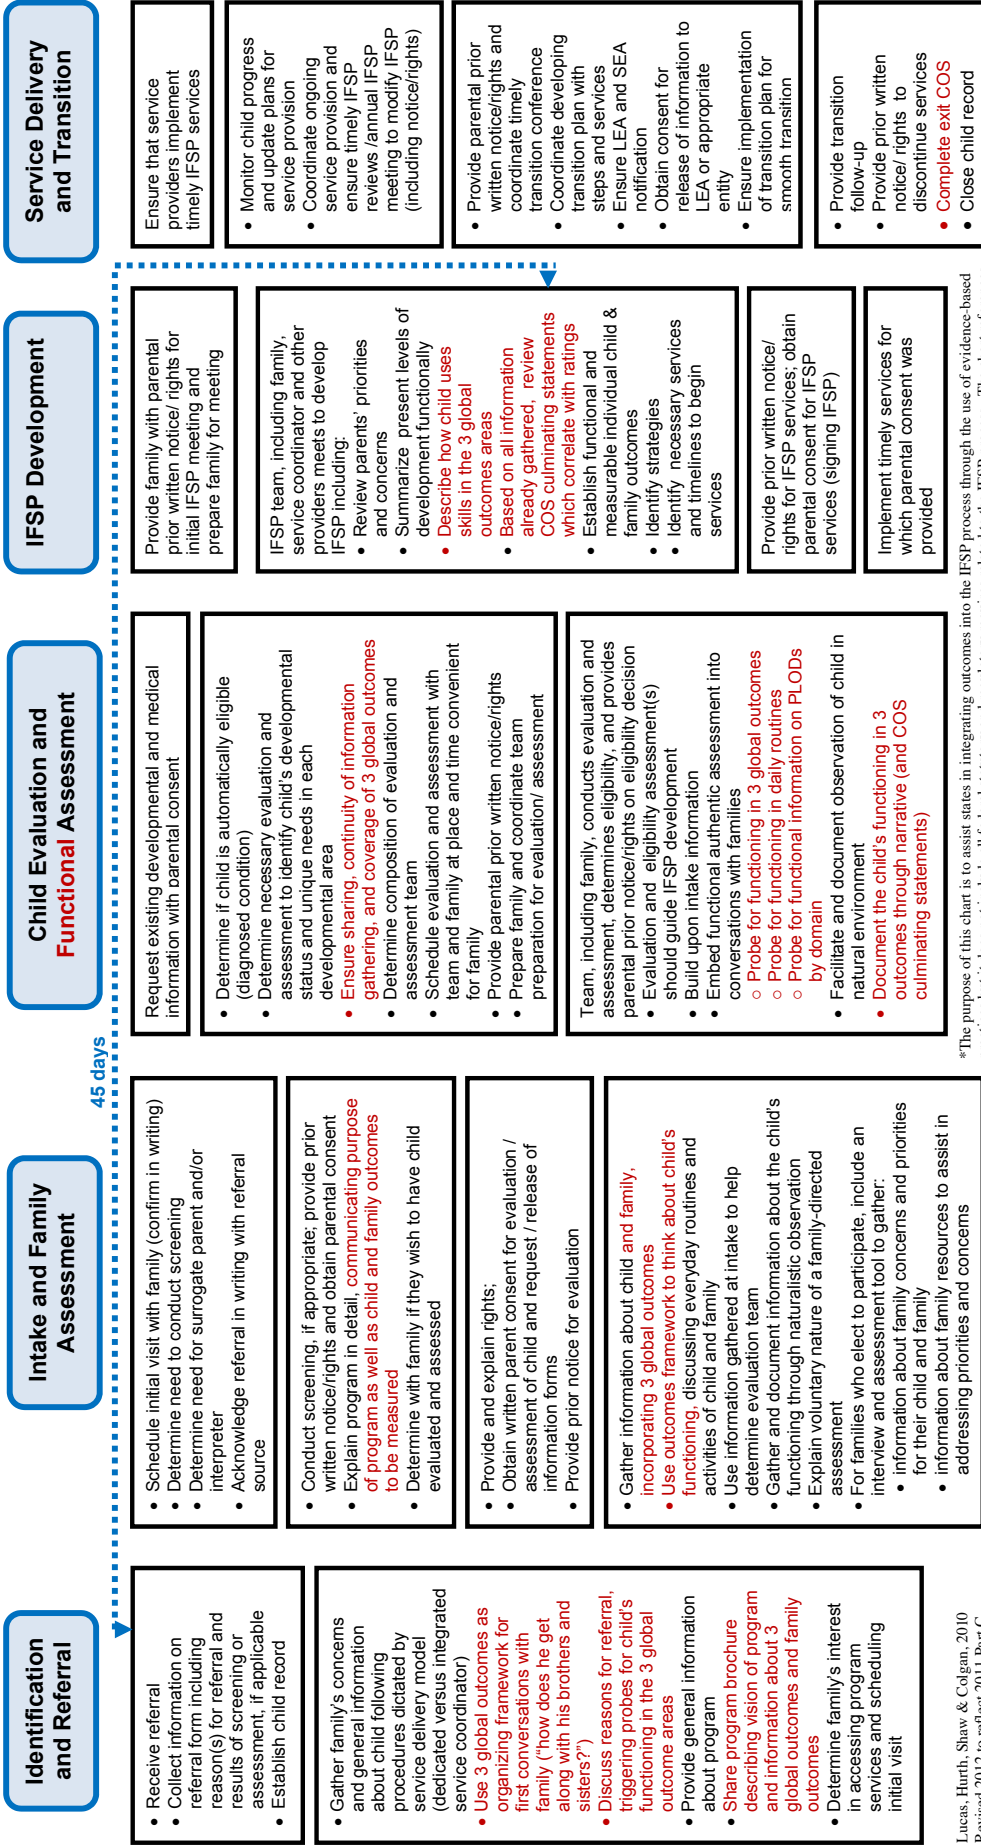 Identification
and Referral
• Receive referral
• Collect information on
referral form including
reason(s) for referral and
results of screening or
assessment, if applicable
• Establish child record
• Gather family's concerns
and general information
about child following
procedures dictated by
service delivery model
(dedicated versus integrated
service coordinator)
• Use 3 global outcomes as
organizing framework for
first conversations with
family ("how does he get
along with his brothers and
sisters?")
• Discuss reasons for referral,
triggering probes for child's
functioning in the 3 global
outcome areas
• Provide general information
about program
• Share program brochure
describing vision of program
and information about 3
global outcomes and family
outcomes
• Determine family's interest
in accessing program
services and scheduling
initial visit
Lucas, Hurth, Shaw & Colgan, 2010
Revised 2012 to reflect 2011 Part C
Intake and Family
Assessment
• Schedule initial visit with family (confirm in writing)
• Determine need to conduct screening
• Determine need for surrogate parent and/or
interpreter
• Acknowledge referral in writing with referral
source
• Conduct screening, if appropriate; provide prior
written notice/rights and obtain parental consent
• Explain program in detail, communicating purpose
of program as well as child and family outcomes
to be measured
• Determine with family if they wish to have child
evaluated and assessed
• Provide and explain rights;
• Obtain written parent consent for evaluation /
assessment of child and request / release of
information forms
• Provide prior notice for evaluation
• Gather information about child and family,
incorporating 3 global outcomes
• Use outcomes framework to think about child's
functioning, discussing everyday routines and
activities of child and family
• Use information gathered at intake to help
determine evaluation team
• Gather and document information about the child's
functioning through naturalistic observation
• Explain voluntary nature of a family-directed
assessment
• For families who elect to participate, include an
interview and assessment tool to gather:
• information about family concerns and priorities
for their child and family
• information about family resources to assist in
addressing priorities and concerns
45 days
Child Evaluation and
Functional Assessment
Request existing developmental and medical
information with parental consent
• Determine if child is automatically eligible
(diagnosed condition)
• Determine necessary evaluation and
assessment to identify child's developmental
status and unique needs in each
developmental area
• Ensure sharing, continuity of information
gathering, and coverage of 3 global outcomes
• Determine composition of evaluation and
assessment team
• Schedule evaluation and assessment with
team and family at place and time convenient
for family
• Provide parental prior written notice/rights
• Prepare family and coordinate team
preparation for evaluation/ assessment
Team, including family, conducts evaluation and
assessment, determines eligibility, and provides
parental prior notice/rights on eligibility decision
• Evaluation and eligibility assessment(s)
should guide IFSP development
• Build upon intake information
• Embed functional authentic assessment into
conversations with families
○ Probe for functioning in 3 global outcomes
○ Probe for functioning in daily routines
○ Probe for functional information on PLODs
by domain
• Facilitate and document observation of child in
natural environment
• Document the child's functioning in 3
outcomes through narrative (and COS
culminating statements)
IFSP Development
Provide family with parental
prior written notice/ rights for
initial IFSP meeting and
prepare family for meeting
IFSP team, including family,
service coordinator and other
providers meets to develop
IFSP including:
• Review parents' priorities
and concerns
• Summarize present levels of
development functionally
• Describe how child uses
skills in the 3 global
outcomes areas
• Based on all information
already gathered, review
COS culminating statements
which correlate with ratings
• Establish functional and
measurable individual child &
family outcomes
• Identify strategies
• Identify necessary services
and timelines to begin
services
Provide prior written notice/
rights for IFSP services; obtain
parental consent for IFSP
services (signing IFSP)
Implement timely services for
which parental consent was
provided
*The purpose of this chart is to assist states in integrating outcomes into the IFSP process through the use of evidence-based
Service Delivery
and Transition
Ensure that service
providers implement
timely IFSP services
• Monitor child progress
and update plans for
service provision
• Coordinate ongoing
service provision and
ensure timely IFSP
reviews /annual IFSP
meeting to modify IFSP
(including notice/rights)
• Provide parental prior
written notice/rights and
coordinate timely
transition conference
• Coordinate developing
transition plan with
steps and services
• Ensure LEA and SEA
notification
• Obtain consent for
release of information to
LEA or appropriate
entity
• Ensure implementation
of transition plan for
smooth transition
• Provide transition
follow-up
• Provide prior written
notice/ rights to
discontinue services
• Complete exit COS
• Close child record